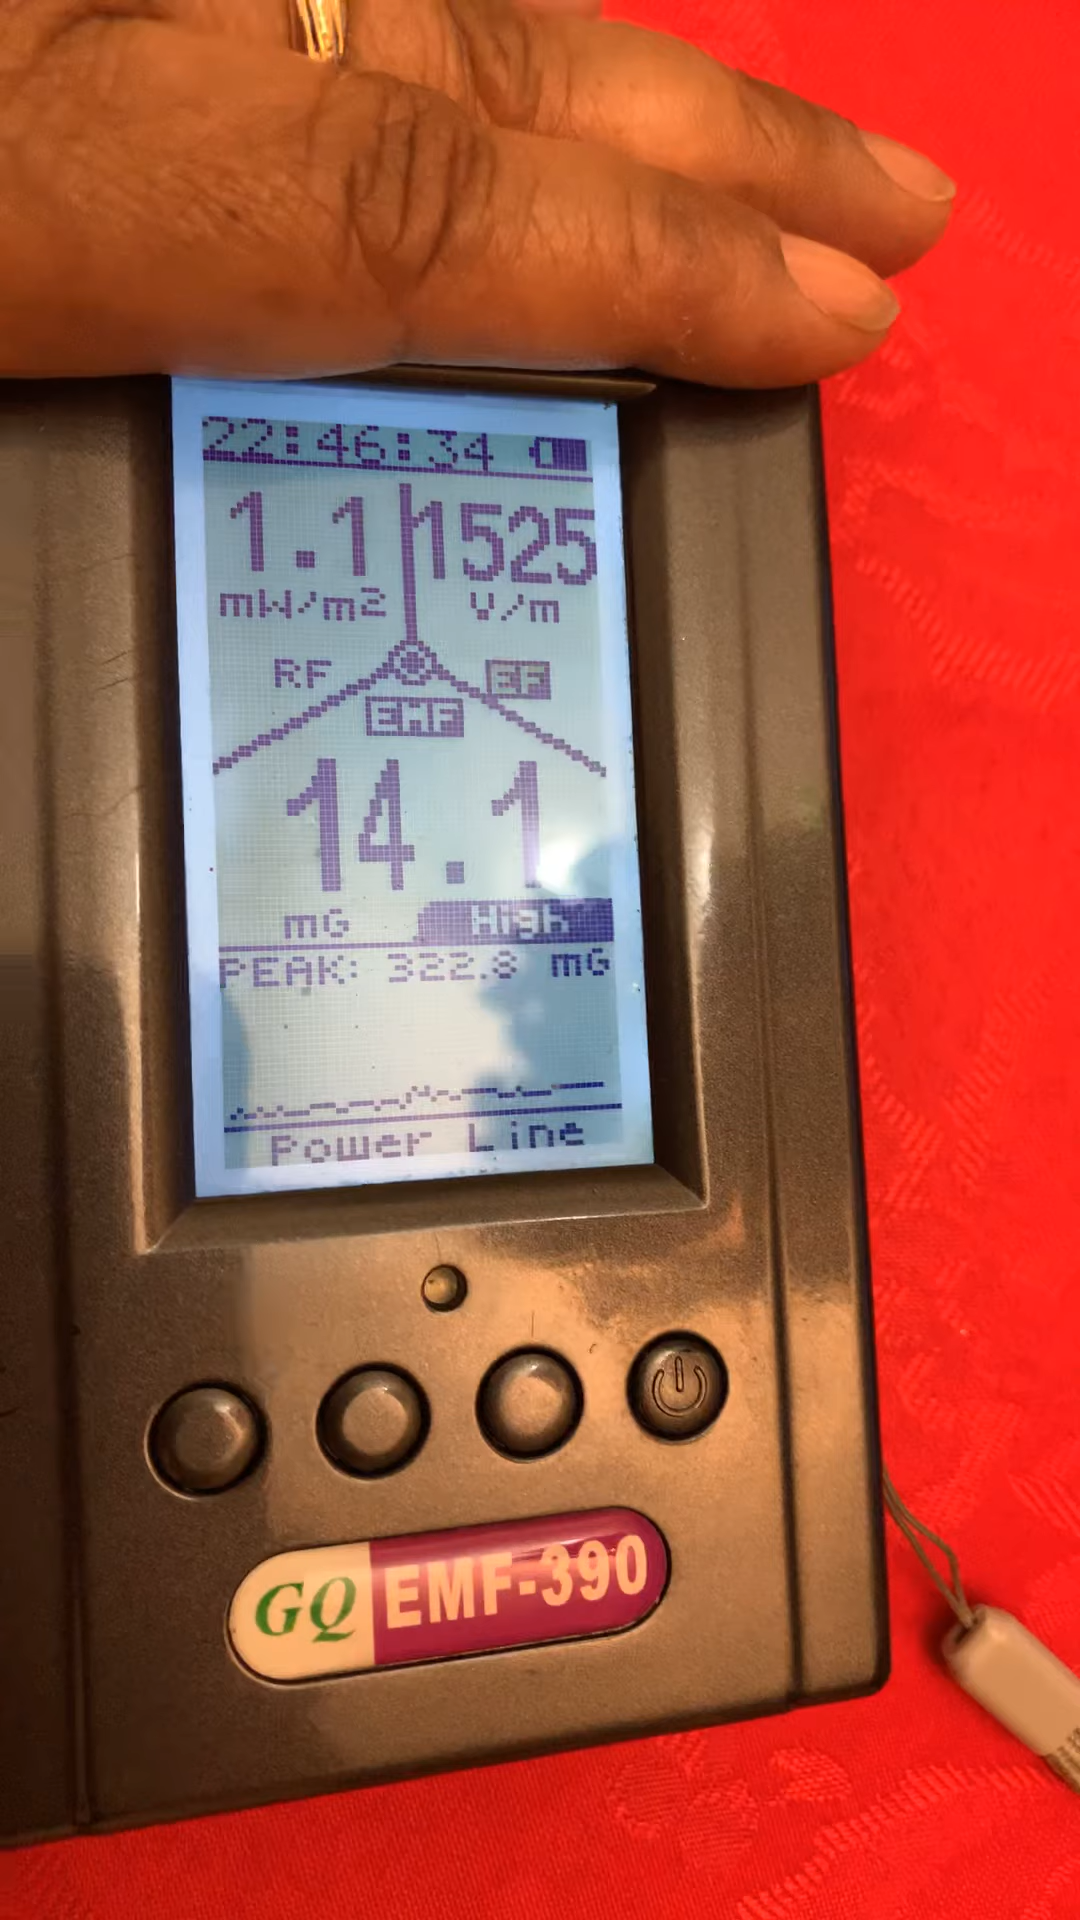 22:46:34
1.1 1525
mW/m2 V/m
RF EF
EMF
14.1
mG High
PEAK: 322.8 mG
Power Line
GQ EMF-390